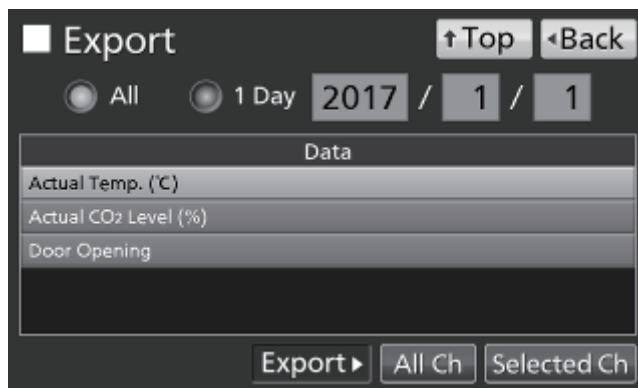 Export
↑Top
◂Back
All
1 Day
2017 / 1 / 1
Data
Actual Temp. (℃)
Actual CO₂ Level (%)
Door Opening
Export▸
All Ch
Selected Ch